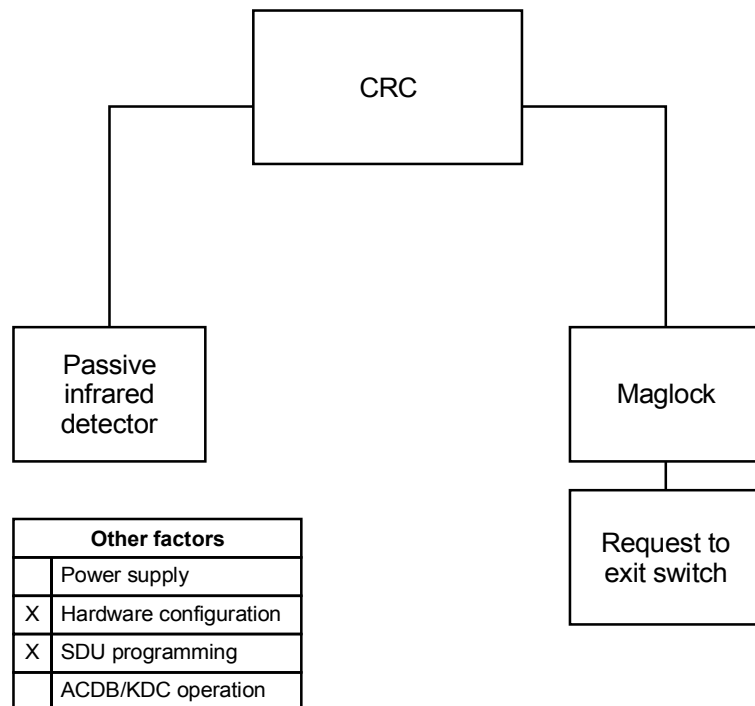 CRC
Passive
infrared
detector
Maglock
Request to
exit switch
Other factors
Power supply
X Hardware configuration
X SDU programming
ACDB/KDC operation